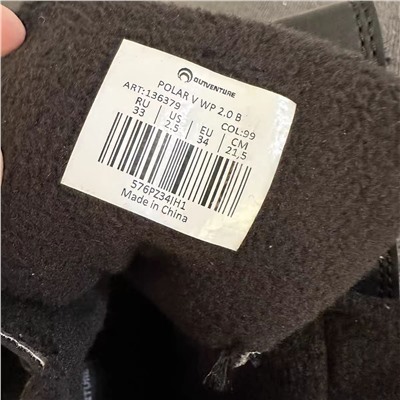 OUTVENTURE
POLAR V WP 2.0 B
ART:136379 COL:99
RU US EU CM
33 2.5 34 21,5
576PZ34IH1
Made in China
OUTVENTURE